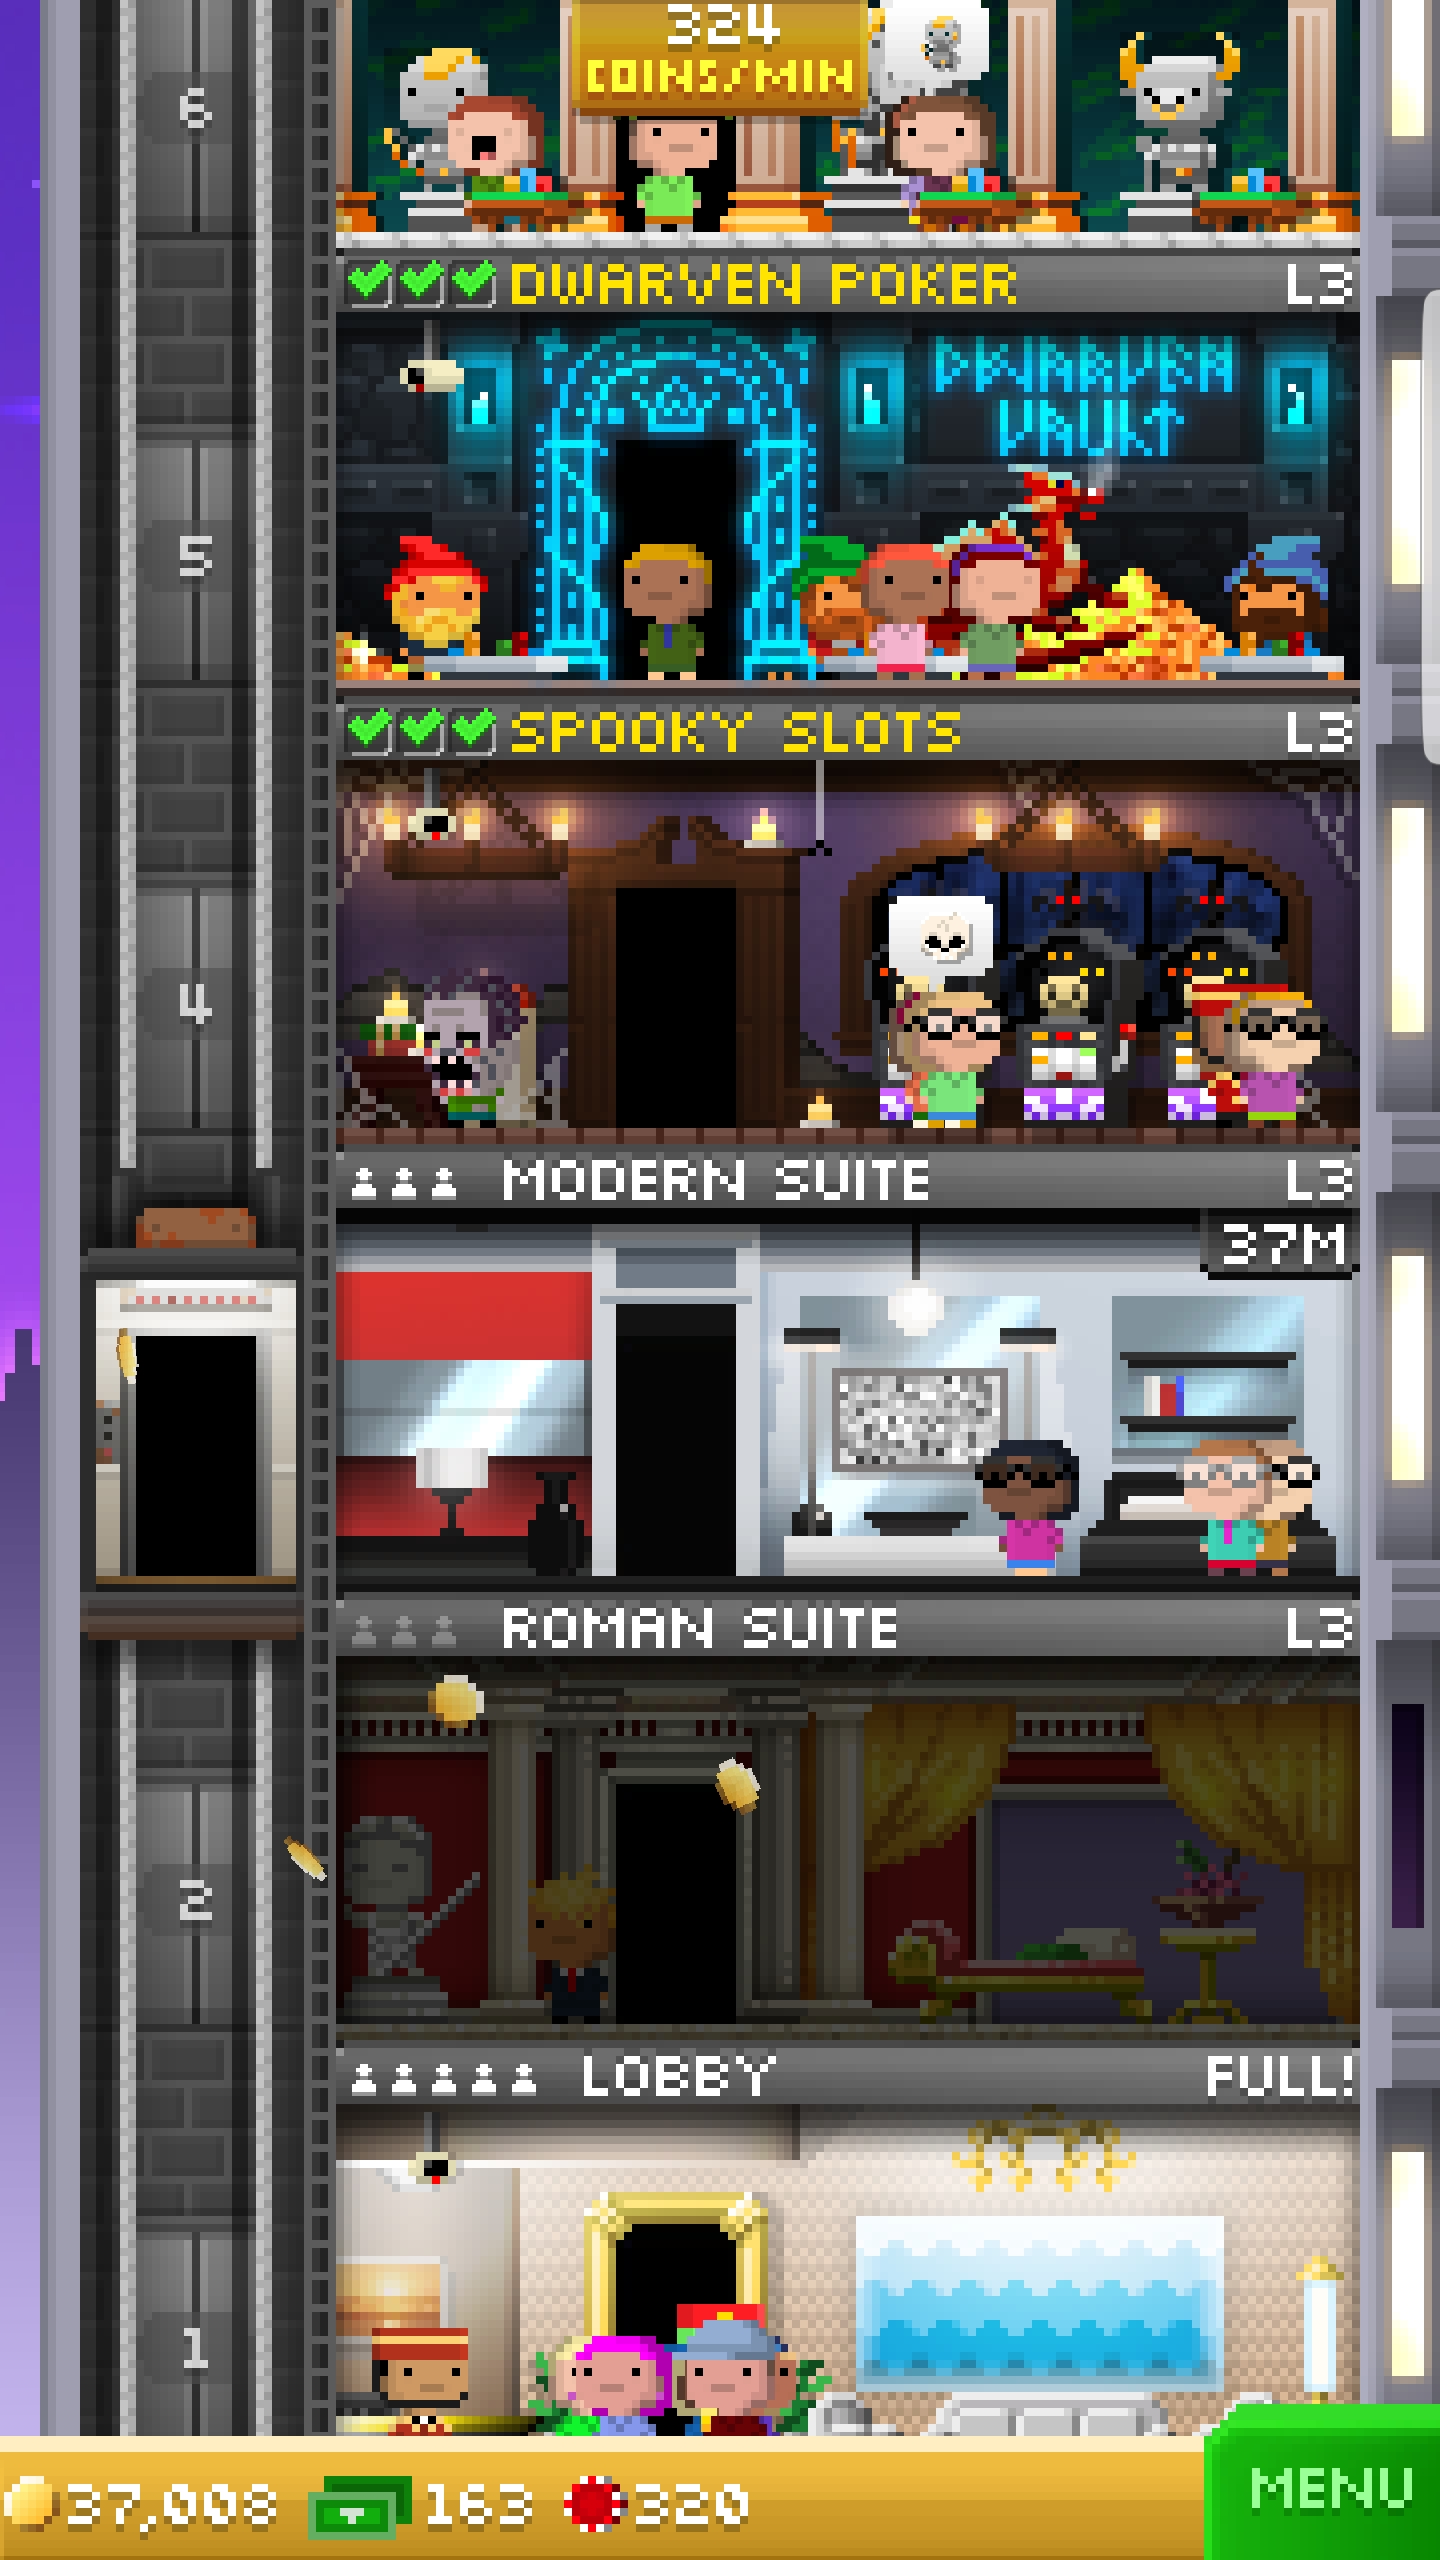 324
COINS/MIN
6
DWARVEN POKER L3
DWARVEN
VAULT
5
SPOOKY SLOTS L3
4
MODERN SUITE L3
37M
ROMAN SUITE L3
2
LOBBY FULL!
1
37,008 163 320 MENU